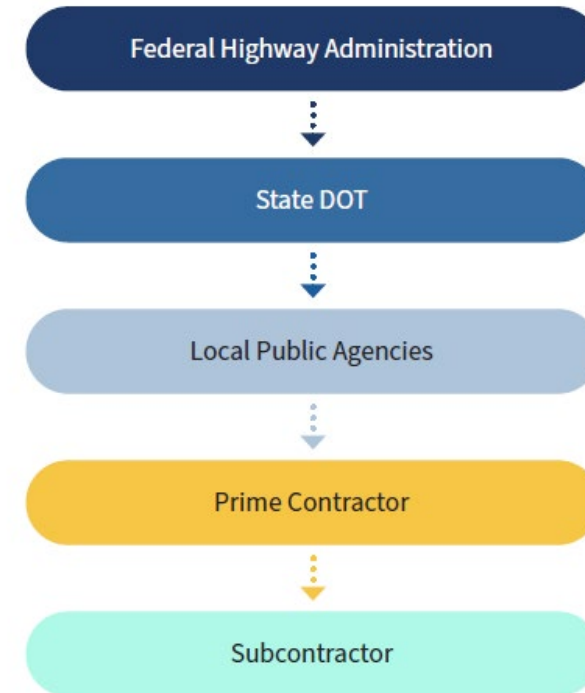 Federal Highway Administration
State DOT
Local Public Agencies
Prime Contractor
Subcontractor